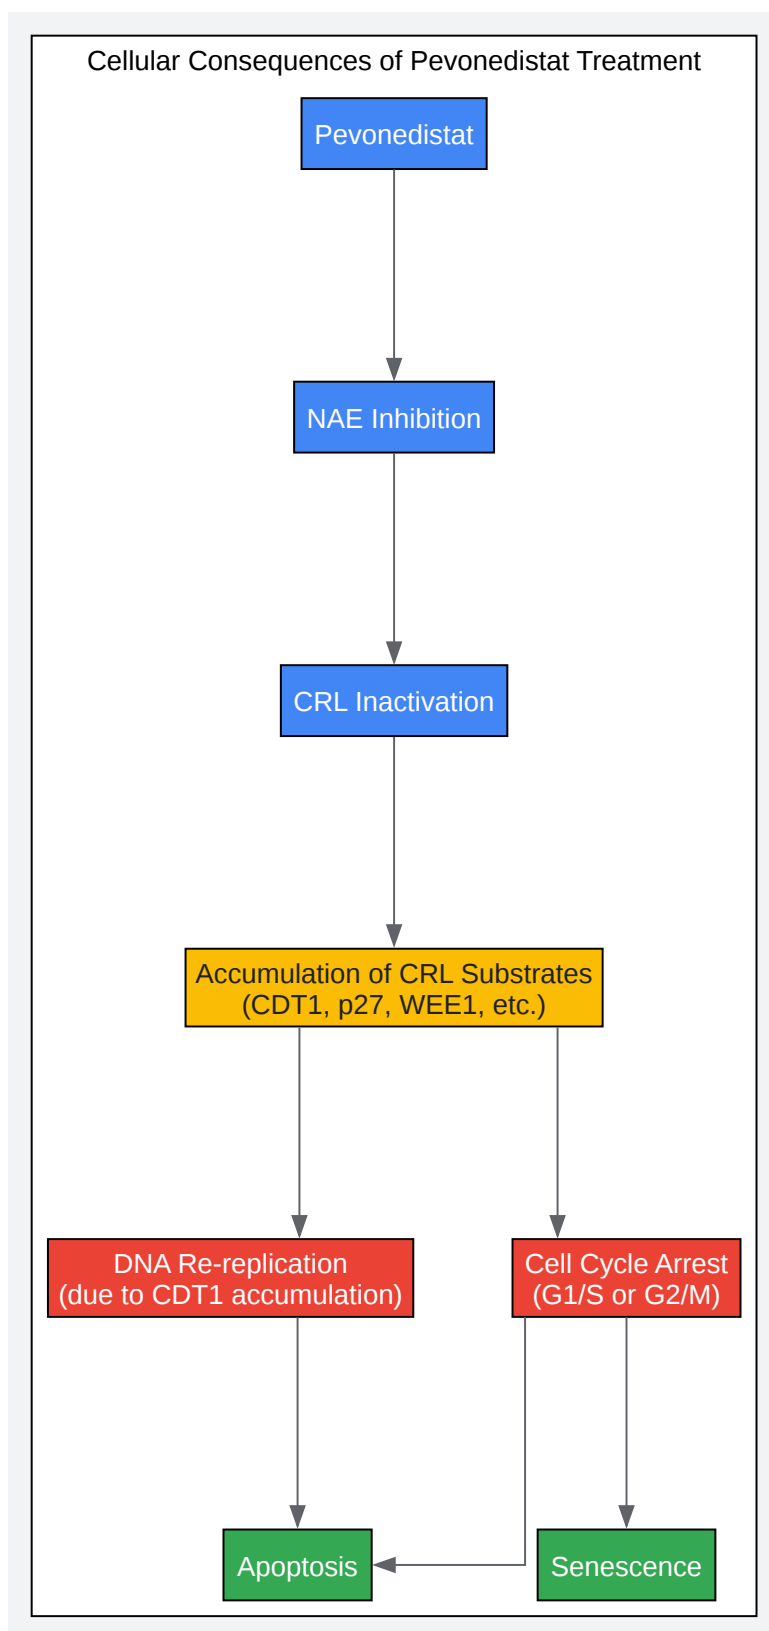 Cellular Consequences of Pevonedistat Treatment
Pevonedistat
NAE Inhibition
CRL Inactivation
Accumulation of CRL Substrates
(CDT1, p27, WEE1, etc.)
DNA Re-replication
(due to CDT1 accumulation)
Cell Cycle Arrest
(G1/S or G2/M)
Apoptosis
Senescence